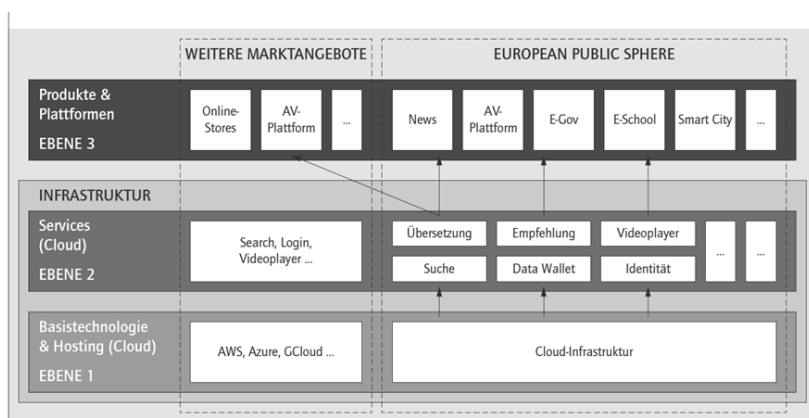 WEITERE MARKTANGEBOTE
EUROPEAN PUBLIC SPHERE
Produkte &
Plattformen
EBENE 3
Online-
Stores
AV-
Plattform
...
News
AV-
Plattform
E-Gov
E-School
Smart City
...
INFRASTRUKTUR
Services
(Cloud)
EBENE 2
Search, Login,
Videoplayer ...
Übersetzung
Empfehlung
Videoplayer
Suche
Data Wallet
Identität
...
...
Basistechnologie
& Hosting (Cloud)
EBENE 1
AWS, Azure, GCloud ...
Cloud-Infrastruktur